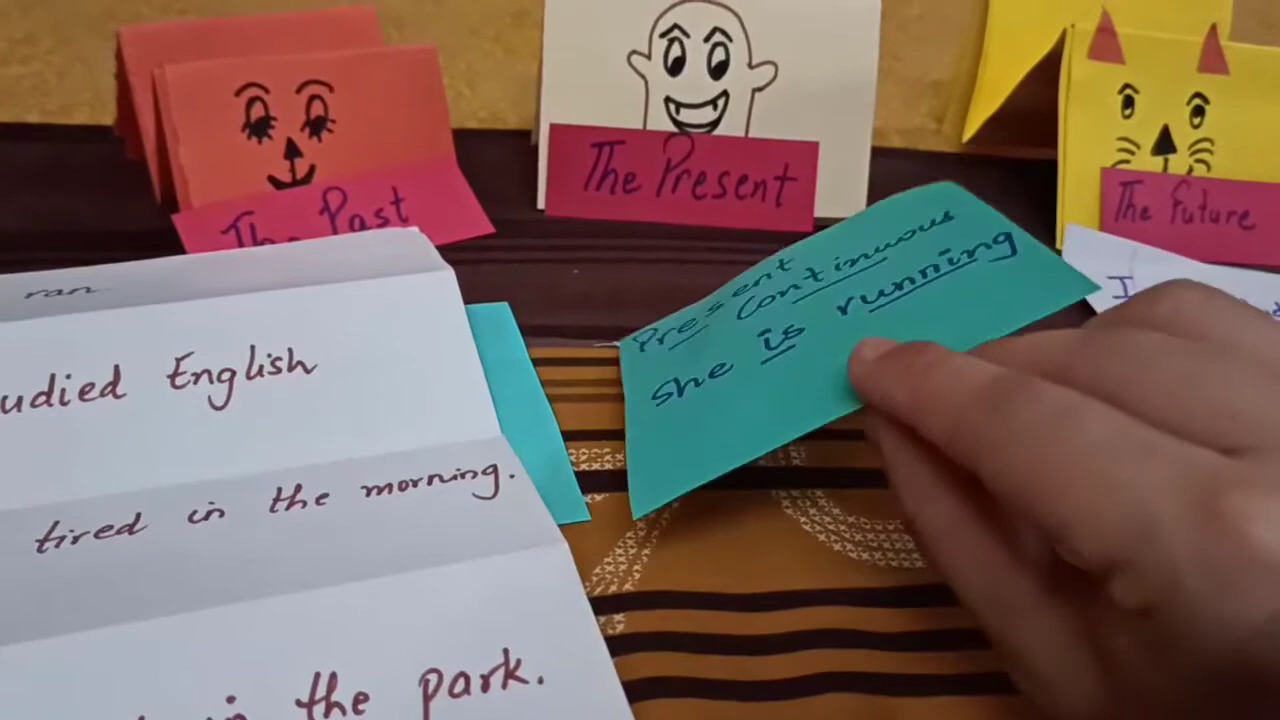 The Past
The Present
The Future
Present
Continuous
she is running
I
ran
udied English
tired in the morning.
in the park.